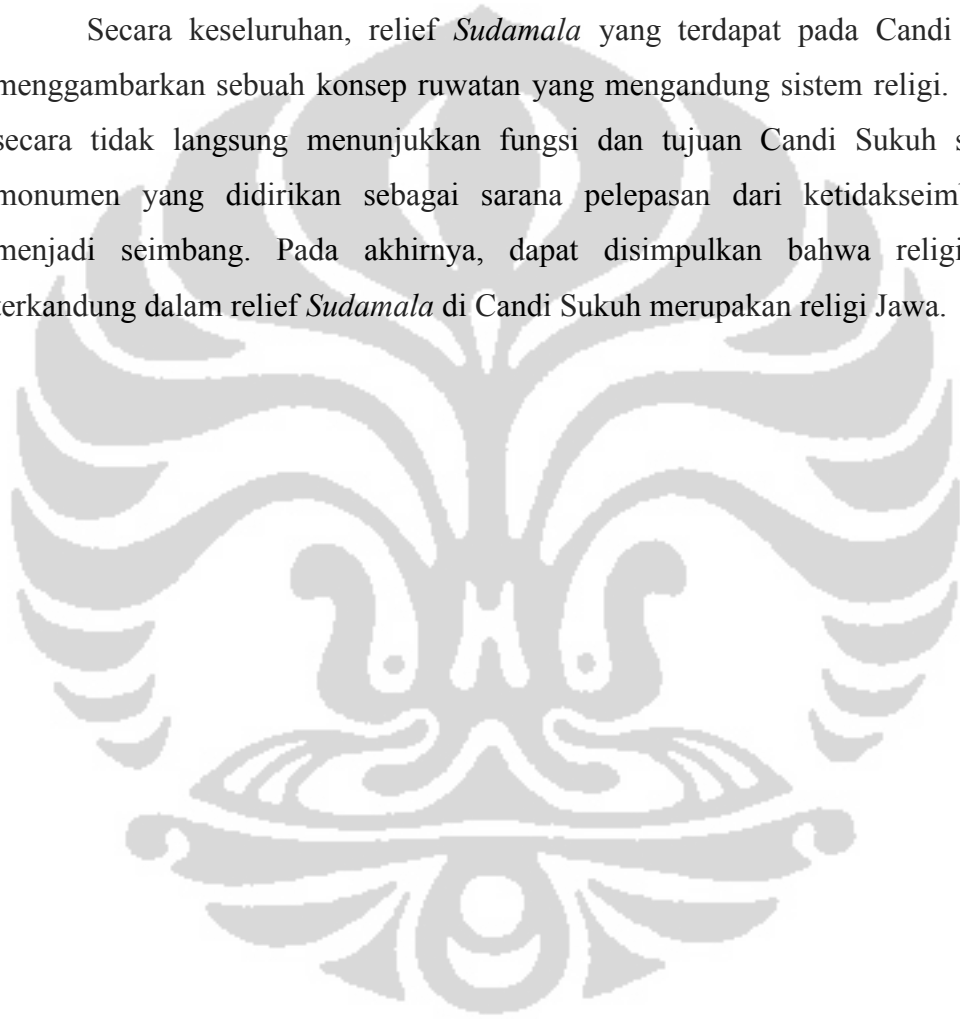 Secara keseluruhan, relief Sudamala yang terdapat pada Candi
menggambarkan sebuah konsep ruwatan yang mengandung sistem religi.
secara tidak langsung menunjukkan fungsi dan tujuan Candi Sukuh
monumen yang didirikan sebagai sarana pelepasan dari
menjadi seimbang. Pada akhirnya, dapat disimpulkan bahwa religi
terkandung dalam relief Sudamala di Candi Sukuh merupakan religi Jawa.